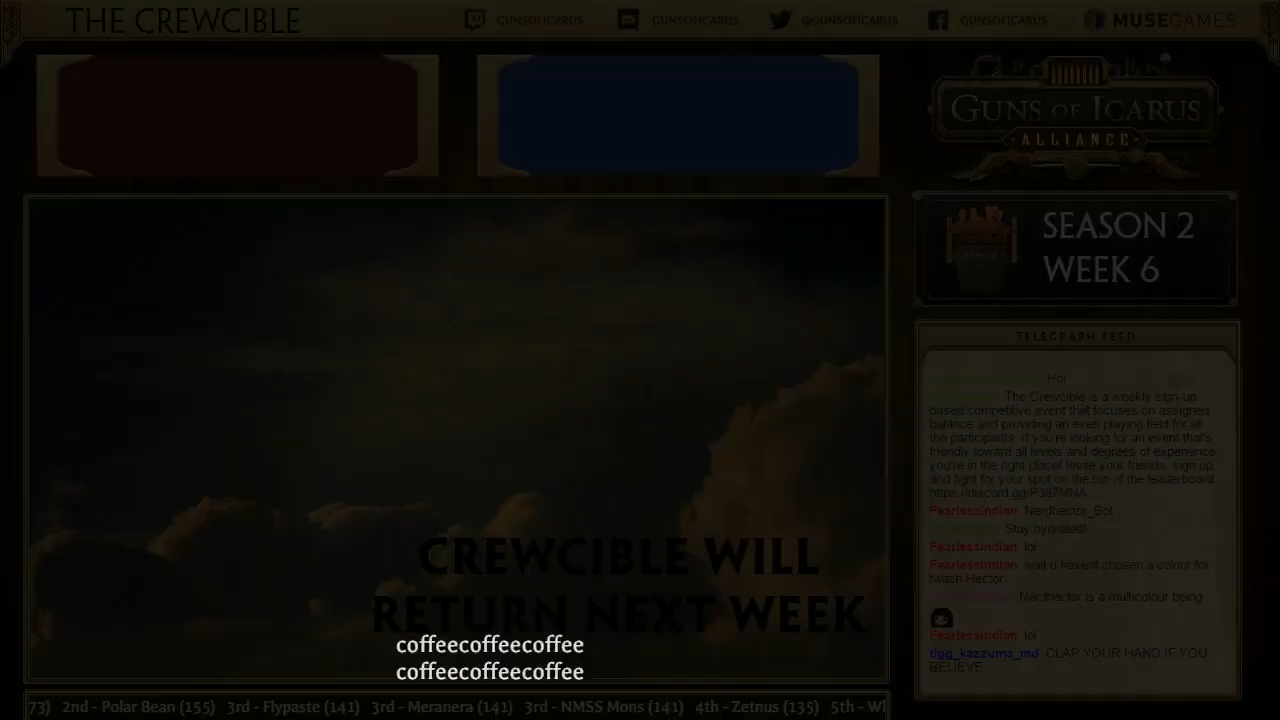 THE CREWCIBLE
GUNSOFICARUS
GUNSOFICARUS
@GUNSOFICARUS
GUNSOFICARUS
MUSEGAMES
GUNS OF ICARUS
ALLIANCE
SEASON 2
WEEK 6
TELEGRAPH FEED
Hoi
The Crewcible is a weekly sign-up
based competitive event that focuses on assigned
balance and providing an even playing field for all
the participants. If you're looking for an event that's
friendly toward all levels and degrees of experience
you're in the right place! Invite your friends, sign up
and fight for your spot on the top of the leaderboard.
FearlessIndian Nerdhector_Bot
Stay hydrated!
FearlessIndian lol
FearlessIndian wait u havent chosen a colour for
twitch Hector
Nerdhector is a multicolour being
FearlessIndian lol
tigg_kazzuma_md CLAP YOUR HAND IF YOU
BELIEVE
CREWCIBLE WILL
RETURN NEXT WEEK
coffeecoffeecoffee
coffeecoffeecoffee
73) 2nd - Polar Bean (155) 3rd - Flypaste (141) 3rd - Meranera (141) 3rd - NMSS Mons (141) 4th - Zetnus (135) 5th - Wl